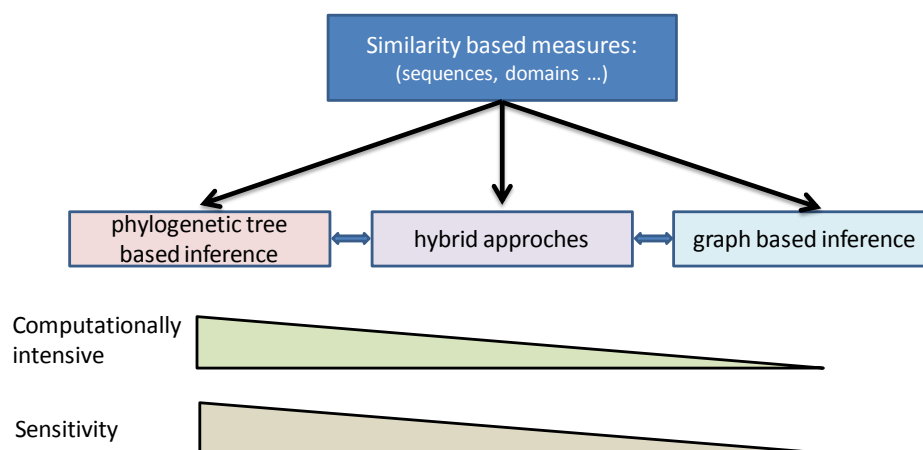 Similarity based measures:
(sequences, domains ...)
phylogenetic tree
based inference
hybrid approches
graph based inference
Computationally
intensive
Sensitivity